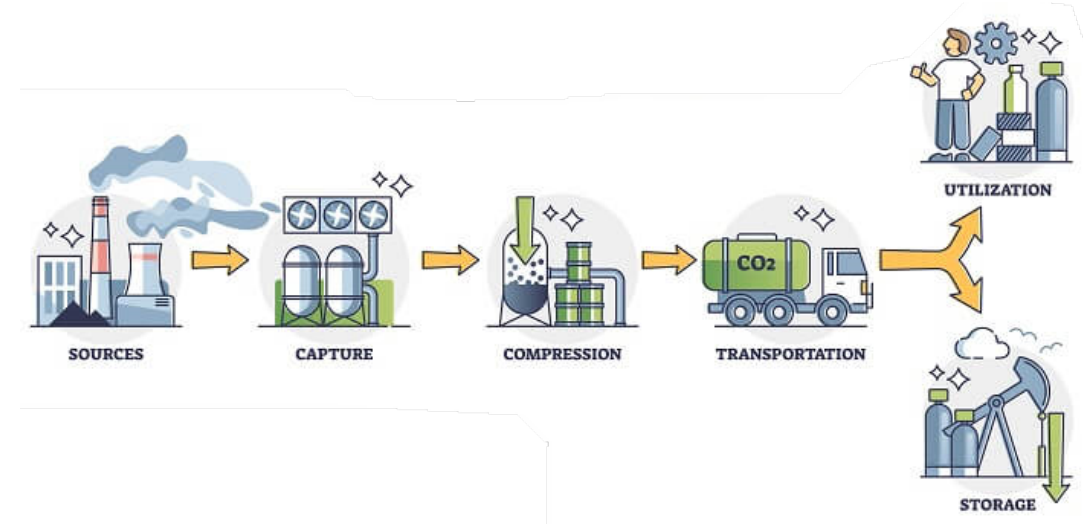 UTILIZATION
CO2
SOURCES
CAPTURE
COMPRESSION
TRANSPORTATION
STORAGE